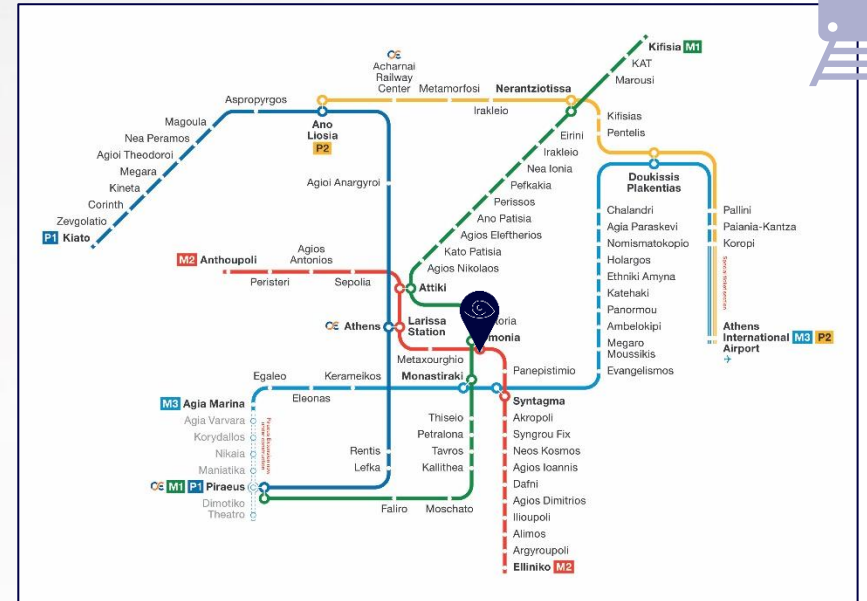 Kifisia M1
KAT
Marousi
Acharnai
Railway
Center
Metamorfosi
Nerantziotissa
Irakleio
Aspropyrgos
Magoula
Nea Peramos
Agioi Theodoroi
Megara
Kineta
Corinth
Zevgolatio
P1 Kiato
Ano
Liosia
P2
Agioi Anargyroi
Kifisias
Pentelis
Eirini
Irakleio
Nea Ionia
Pefkakia
Perissos
Ano Patisia
Agios Eleftherios
Kato Patisia
Agios Nikolaos
Doukissis
Plakentias
Chalandri
Agia Paraskevi
Nomismatokopio
Holargos
Ethniki Amyna
Katehaki
Panormou
Ambelokipi
Megaro
Moussikis
Evangelismos
Pallini
Paiania-Kantza
Koropi
Athens
International
Airport
M3 P2
M2 Anthoupoli
Agios
Antonios
Peristeri
Sepolia
Attiki
Athens
Larissa
Station
Metaxourghio
Monastiraki
Panepistimio
Syntagma
Egaleo
Kerameikos
Eleonas
M3 Agia Marina
Agia Varvara
Korydallos
Nikaia
Maniatika
M1 P1 Piraeus
Dimotiko
Theatro
Rentis
Lefka
Thiseio
Petralona
Tavros
Kallithea
Faliro
Moschato
Akropoli
Syngrou Fix
Neos Kosmos
Agios Ioannis
Dafni
Agios Dimitrios
Ilioupoli
Alimos
Argyroupoli
Elliniko M2